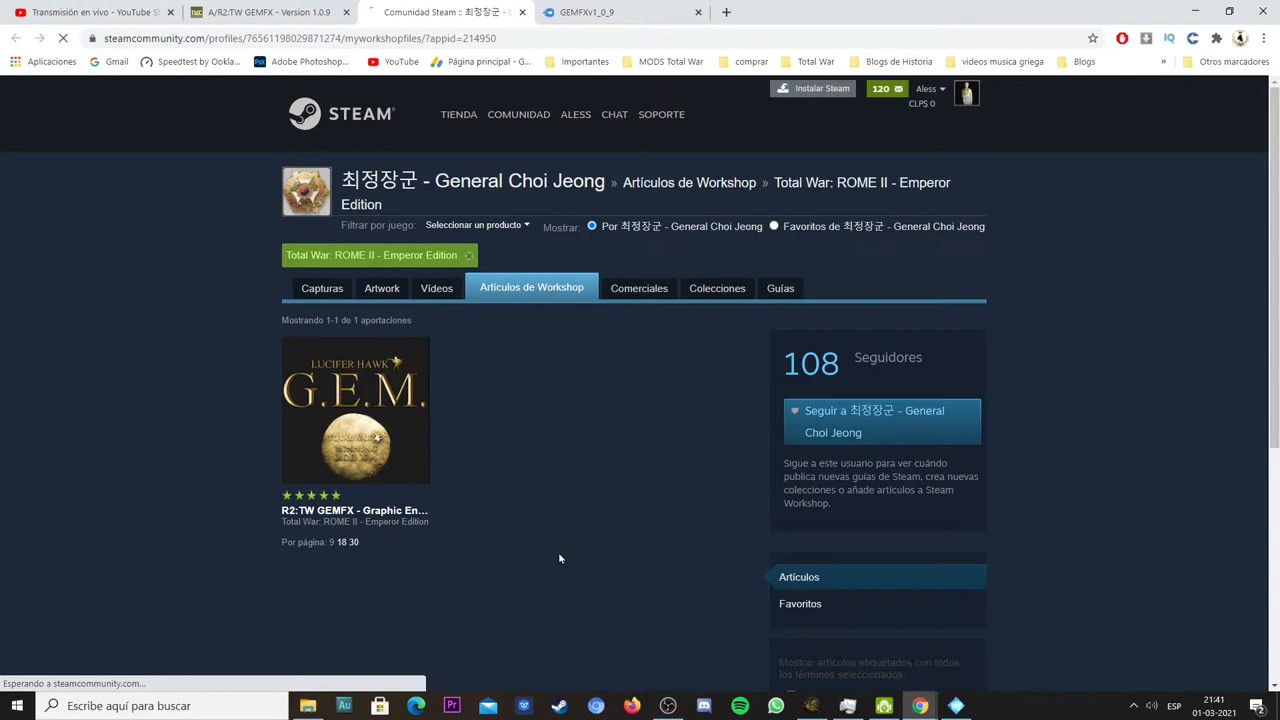 Transmisión en vivo - YouTube St
A/R2:TW GEMFX - Version 1.0.9
Comunidad Steam :: 최정장군 - G
GEMFXv1_0_9
steamcommunity.com/profiles/76561198029871274/myworkshopfiles/?appid=214950
Aplicaciones
Gmail
Speedtest by Ookla...
Adobe Photoshop...
YouTube
Página principal - G...
Importantes
MODS Total War
comprar
Total War
Blogs de Historia
videos musica griega
Blogs
»
Otros marcadores
Instalar Steam
120
Aless
CLP$ 0
STEAM
TIENDA COMUNIDAD ALESS CHAT SOPORTE
최정장군 - General Choi Jeong » Artículos de Workshop » Total War: ROME II - Emperor
Edition
Filtrar por juego: Seleccionar un producto Mostrar: Por 최정장군 - General Choi Jeong Favoritos de 최정장군 - General Choi Jeong
Total War: ROME II - Emperor Edition
Capturas Artwork Vídeos Artículos de Workshop Comerciales Colecciones Guías
Mostrando 1-1 de 1 aportaciones
LUCIFER HAWK
G.E.M.
R2:TW GEMFX - Graphic En...
Total War: ROME II - Emperor Edition
Por página: 9 18 30
108 Seguidores
Seguir a 최정장군 - General
Choi Jeong
Sigue a este usuario para ver cuándo
publica nuevas guías de Steam, crea nuevas
colecciones o añade artículos a Steam
Workshop.
Artículos
Favoritos
Mostrar artículos etiquetados con todos
los términos seleccionados:
Esperando a steamcommunity.com...
Escribe aquí para buscar
ESP
21:41
01-03-2021
2